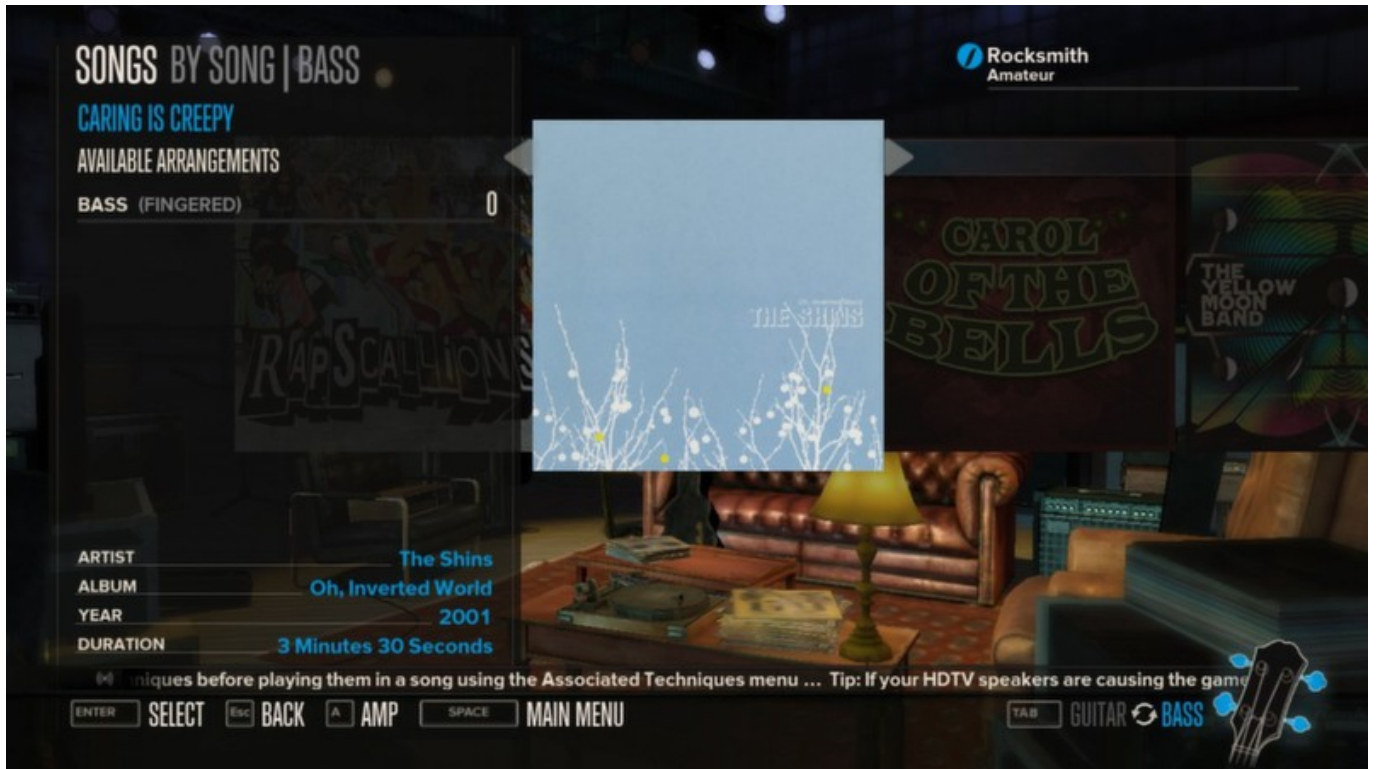 SONGS BY SONG | BASS
CARING IS CREEPY
AVAILABLE ARRANGEMENTS
BASS (FINGERED) 0
Rocksmith
Amateur
RAPSCALLIONS
THE SHINS
CAROL
OF THE
BELLS
THE
YELLOW
MOON
BAND
ARTIST The Shins
ALBUM Oh, Inverted World
YEAR 2001
DURATION 3 Minutes 30 Seconds
niques before playing them in a song using the Associated Techniques menu ... Tip: If your HDTV speakers are causing the game
ENTER SELECT Esc BACK A AMP SPACE MAIN MENU
TAB GUITAR BASS